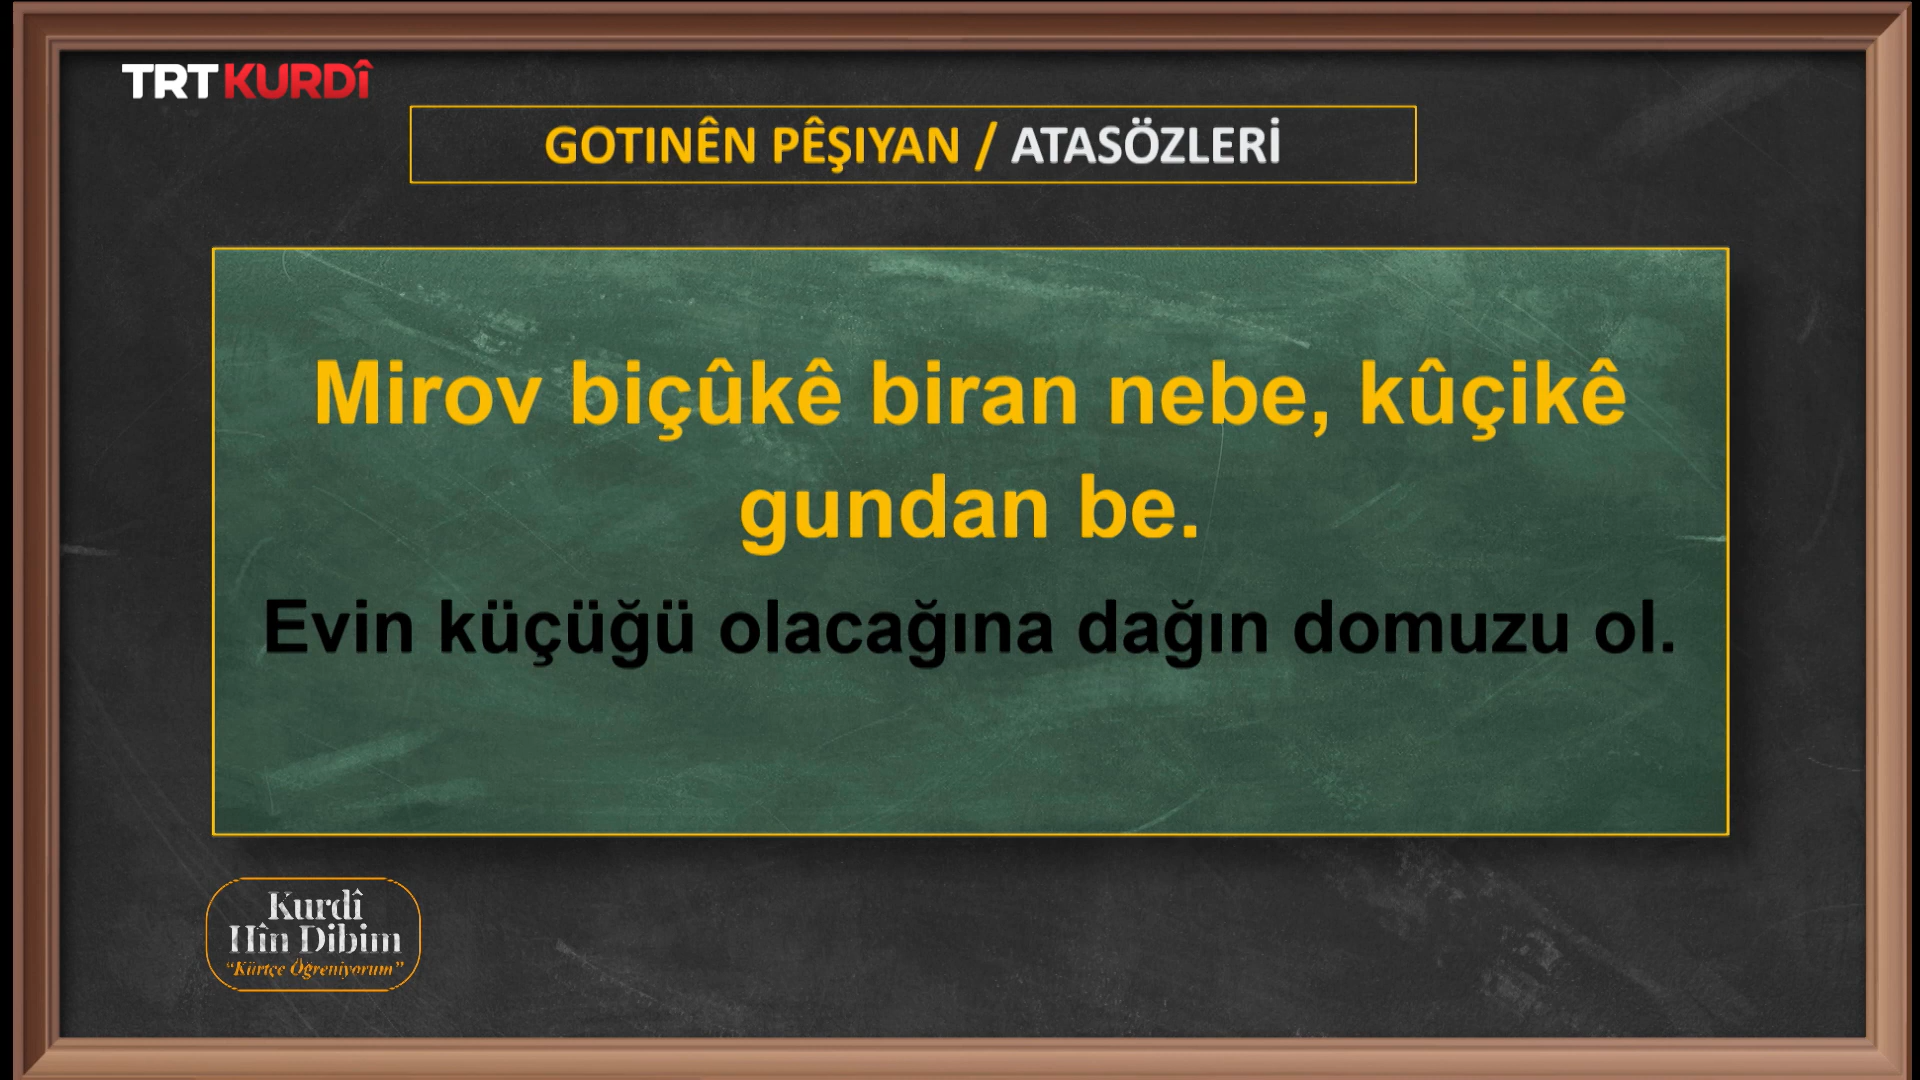 TRT KURDÎ
GOTINÊN PÊŞIYAN / ATASÖZLERİ
Mirov biçûkê biran nebe, kûçikê
gundan be.
Evin küçüğü olacağına dağın domuzu ol.
Kurdî
Hîn Dibim
“Kürtçe Öğreniyorum”